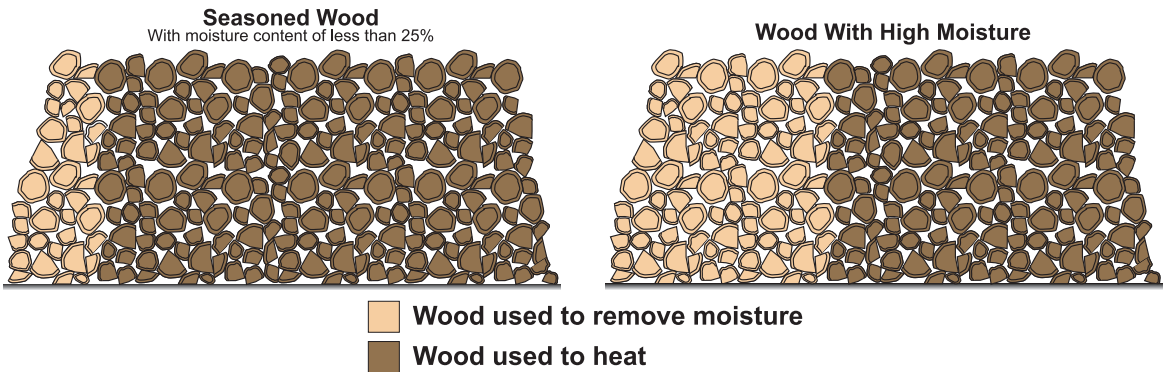 Seasoned Wood
With moisture content of less than 25%
Wood With High Moisture
Wood used to remove moisture
Wood used to heat